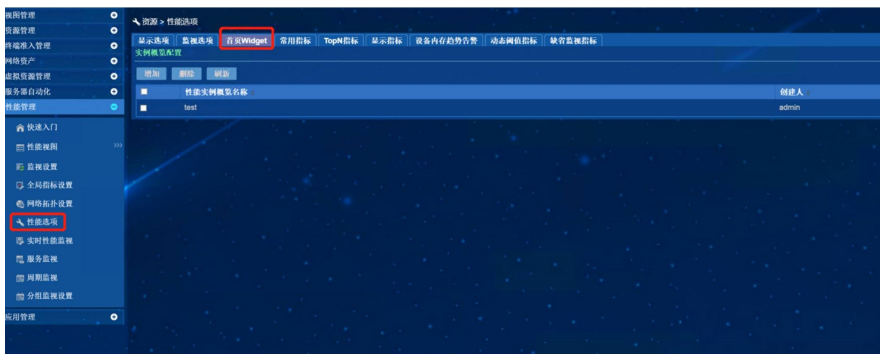 视图管理
资源管理
终端准入管理
网络资产
虚拟资源管理
服务器自动化
性能管理
快速入门
性能视图
监视设置
全局指标设置
网络拓扑设置
性能选项
实时性能监视
服务监视
周期监视
分组监视设置
应用管理
资源 > 性能选项
显示选项 监视选项 首页Widget 常用指标 TopN指标 显示指标 设备内存趋势告警 动态阈值指标 缺省监视指标
实例概览配置
增加 删除 刷新
性能实例概览名称 创建人
test admin